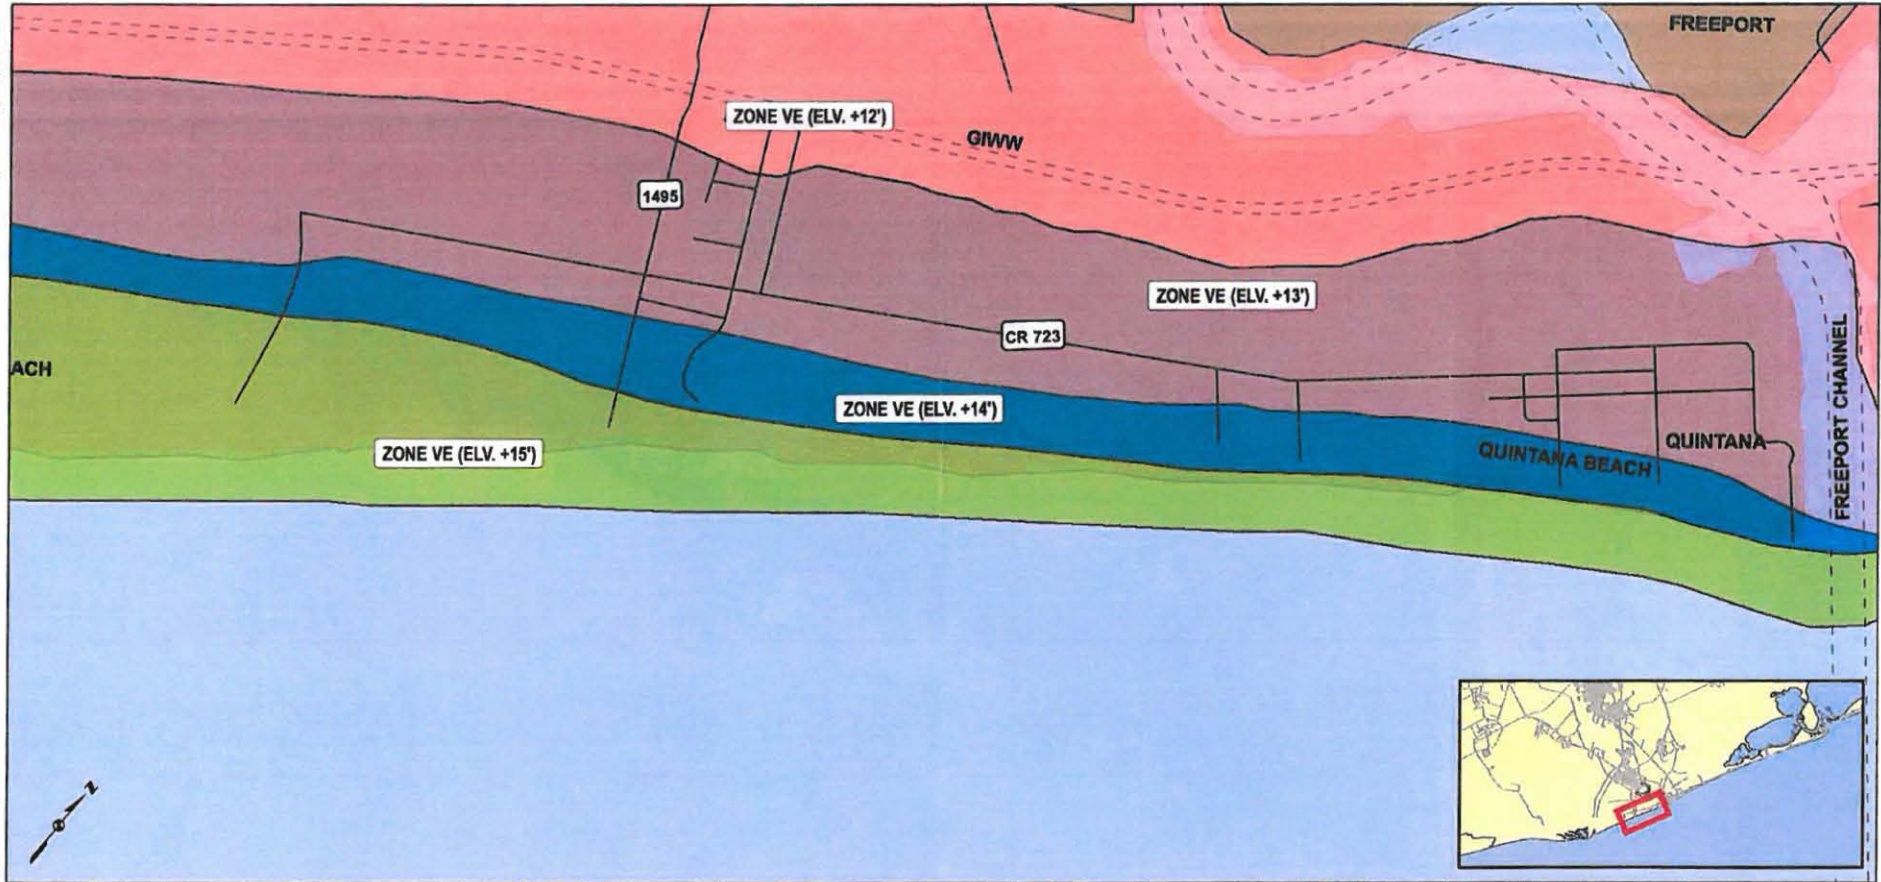 FREEPORT
ZONE VE (ELV. +12')
GIWW
1495
ZONE VE (ELV. +13')
CR 723
ACH
ZONE VE (ELV. +14')
ZONE VE (ELV. +15')
QUINTANA BEACH
QUINTANA
FREEPORT CHANNEL
N